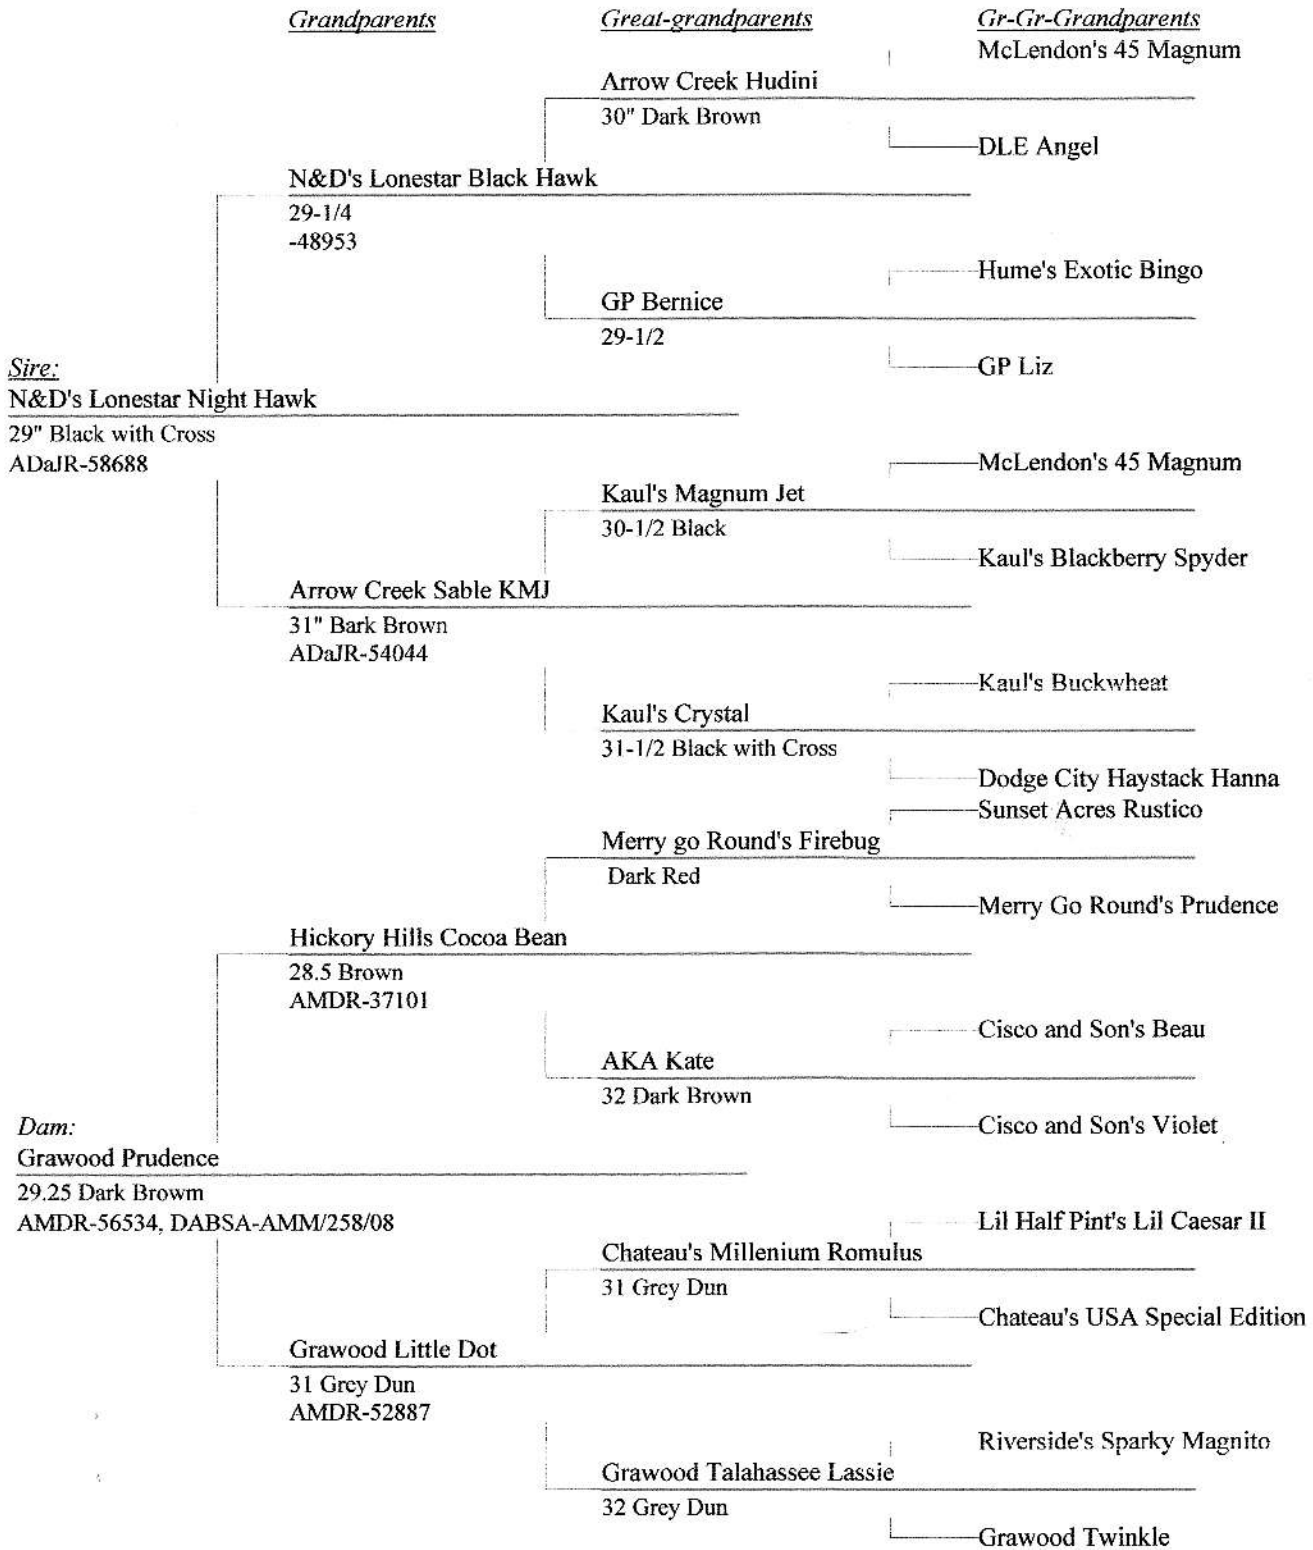 Grandparents Great-grandparents Gr-Gr-Grandparents
McLendon's 45 Magnum
Arrow Creek Hudini
30" Dark Brown
DLE Angel
N&D's Lonestar Black Hawk
29-1/4
-48953
Hume's Exotic Bingo
GP Bernice
29-1/2
GP Liz
Sire:
N&D's Lonestar Night Hawk
29" Black with Cross
ADaJR-58688
McLendon's 45 Magnum
Kaul's Magnum Jet
30-1/2 Black
Kaul's Blackberry Spyder
Arrow Creek Sable KMJ
31" Bark Brown
ADaJR-54044
Kaul's Buckwheat
Kaul's Crystal
31-1/2 Black with Cross
Dodge City Haystack Hanna
Sunset Acres Rustico
Merry go Round's Firebug
Dark Red
Merry Go Round's Prudence
Hickory Hills Cocoa Bean
28.5 Brown
AMDR-37101
Cisco and Son's Beau
AKA Kate
32 Dark Brown
Cisco and Son's Violet
Dam:
Grawood Prudence
29.25 Dark Browm
AMDR-56534, DABSA-AMM/258/08
Lil Half Pint's Lil Caesar II
Chateau's Millenium Romulus
31 Grey Dun
Chateau's USA Special Edition
Grawood Little Dot
31 Grey Dun
AMDR-52887
Riverside's Sparky Magnito
Grawood Talahassee Lassie
32 Grey Dun
Grawood Twinkle